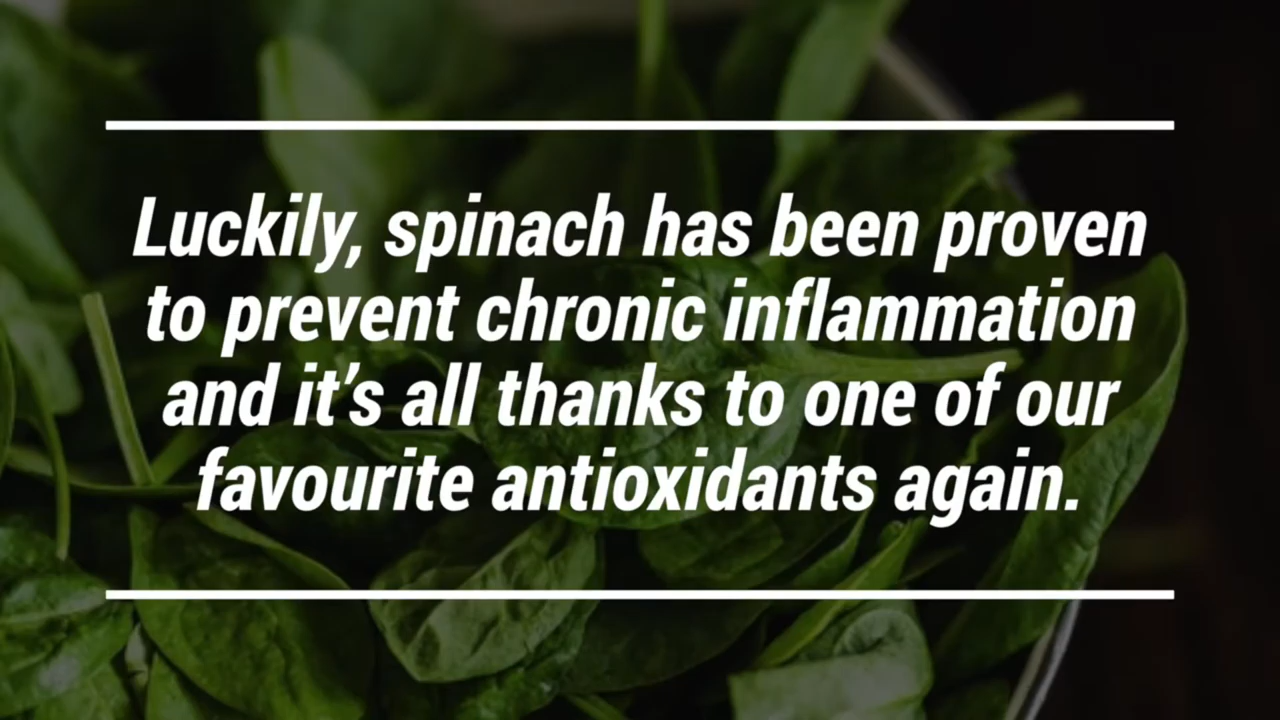 Luckily, spinach has been proven
to prevent chronic inflammation
and it’s all thanks to one of our
favourite antioxidants again.